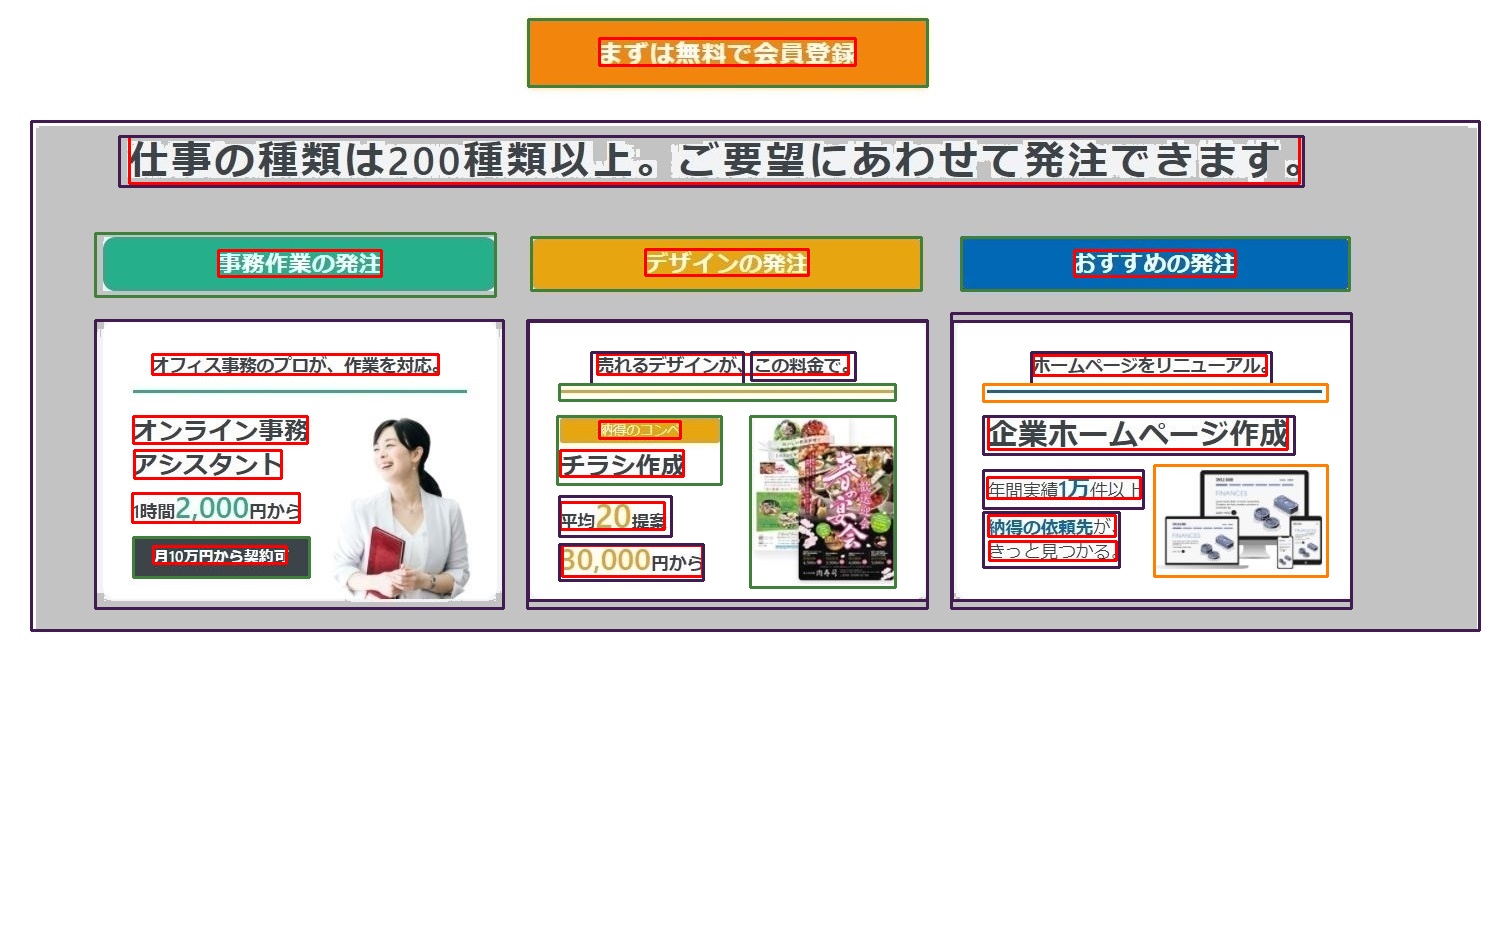 まずは無料で会員登録
仕事の種類は200種類以上。ご要望にあわせて発注できます。
事務作業の発注
デザインの発注
おすすめの発注
オフィス事務のプロが、作業を対応。
オンライン事務
アシスタント
1時間2,000円から
月10万円から契約可
売れるデザインが、この料金で。
納得のコンペ
チラシ作成
平均20提案
30,000円から
春の宴会
肉寿司
ホームページをリニューアル。
企業ホームページ作成
年間実績1万件以上
納得の依頼先が、
きっと見つかる。
FINANCES
FINANCES